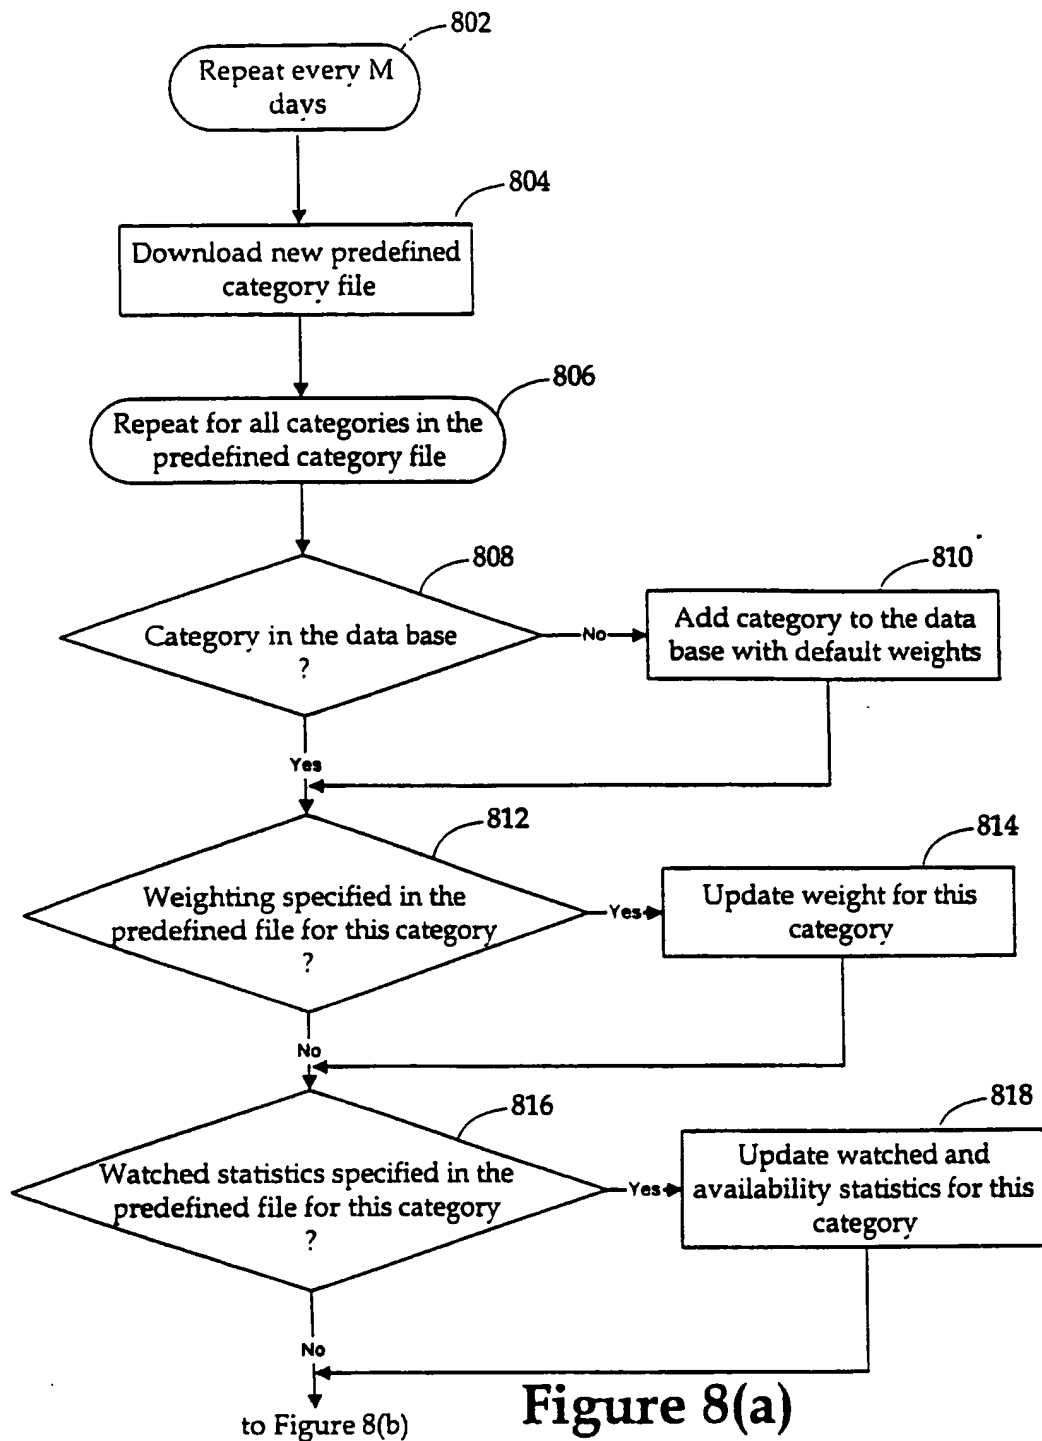 802
Repeat every M
days
804
Download new predefined
category file
806
Repeat for all categories in the
predefined category file
808
Category in the data base
?
No
810
Add category to the data
base with default weights
Yes
812
Weighting specified in the
predefined file for this category
?
Yes
814
Update weight for this
category
No
816
Watched statistics specified in the
predefined file for this category
?
Yes
818
Update watched and
availability statistics for this
category
No
to Figure 8(b)
Figure 8(a)